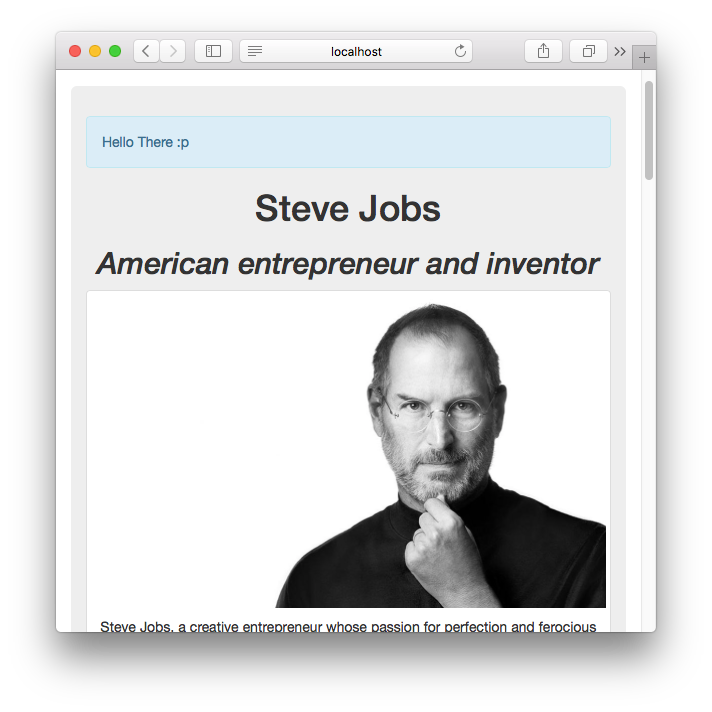 localhost
Hello There :p
Steve Jobs
American entrepreneur and inventor
Steve Jobs, a creative entrepreneur whose passion for perfection and ferocious